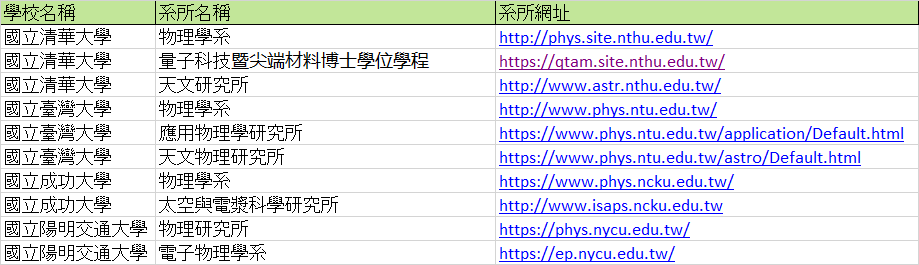 學校名稱 系所名稱 系所網址
國立清華大學 物理學系 http://phys.site.nthu.edu.tw/
國立清華大學 量子科技暨尖端材料博士學位學程 https://qtam.site.nthu.edu.tw/
國立清華大學 天文研究所 http://www.astr.nthu.edu.tw/
國立臺灣大學 物理學系 http://www.phys.ntu.edu.tw/
國立臺灣大學 應用物理學研究所 https://www.phys.ntu.edu.tw/application/Default.html
國立臺灣大學 天文物理研究所 https://www.phys.ntu.edu.tw/astro/Default.html
國立成功大學 物理學系 https://www.phys.ncku.edu.tw/
國立成功大學 太空與電漿科學研究所 http://www.isaps.ncku.edu.tw
國立陽明交通大學 物理研究所 https://phys.nycu.edu.tw/
國立陽明交通大學 電子物理學系 https://ep.nycu.edu.tw/